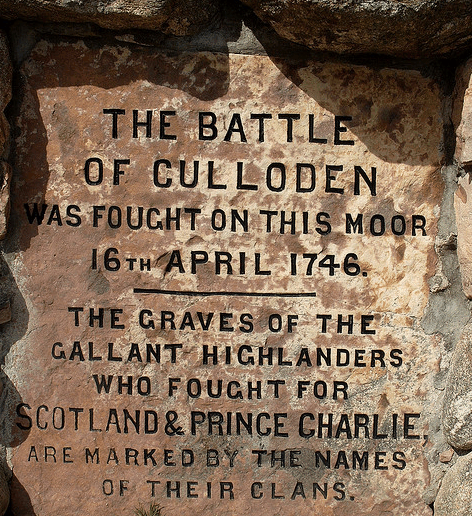 THE BATTLE
OF CULLODEN
WAS FOUGHT ON THIS MOOR
16TH APRIL 1746.
THE GRAVES OF THE
GALLANT HIGHLANDERS
WHO FOUGHT FOR
SCOTLAND & PRINCE CHARLIE,
ARE MARKED BY THE NAMES
OF THEIR CLANS.